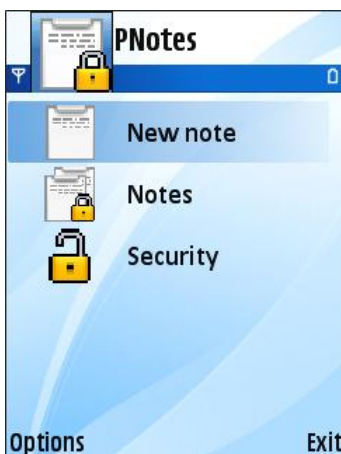 PNotes
New note
Notes
Security
Options Exit